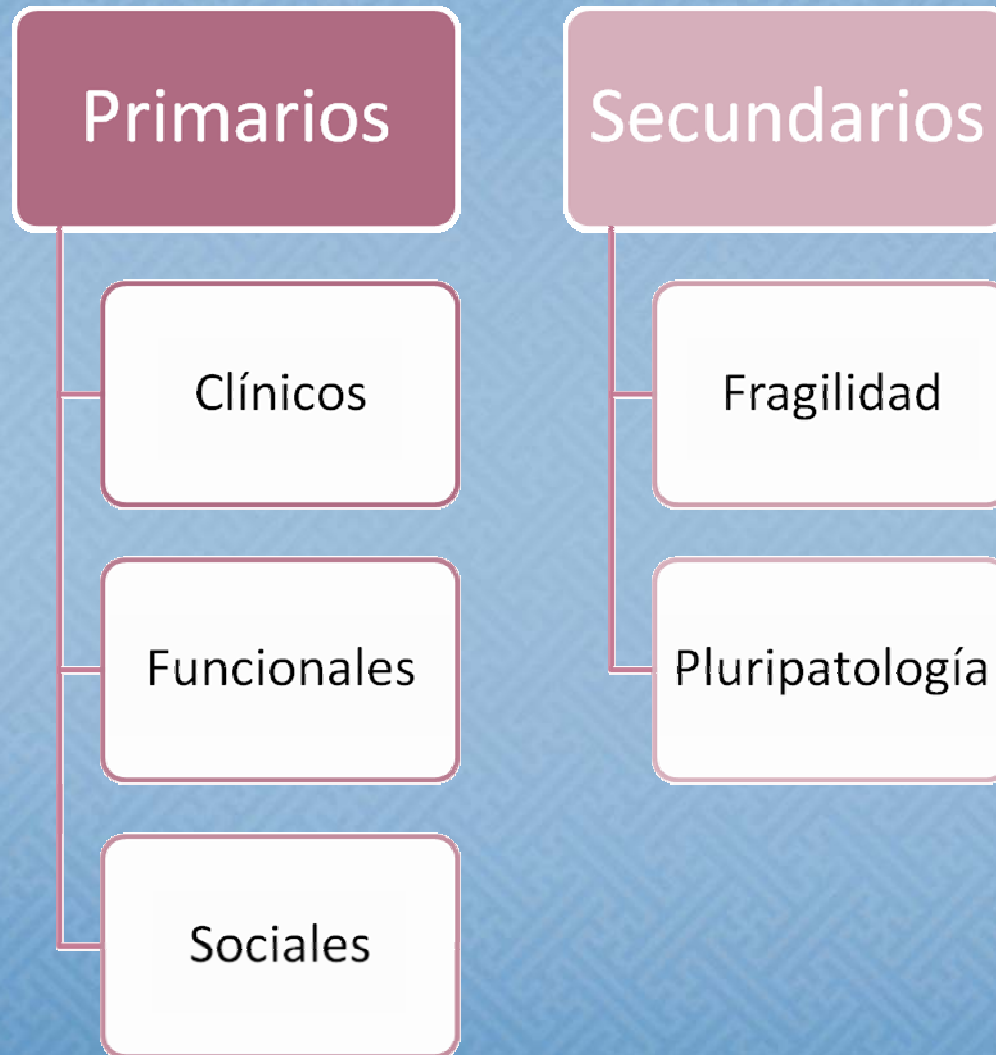 Primarios
Clínicos
Funcionales
Sociales
Secundarios
Fragilidad
Pluripatología